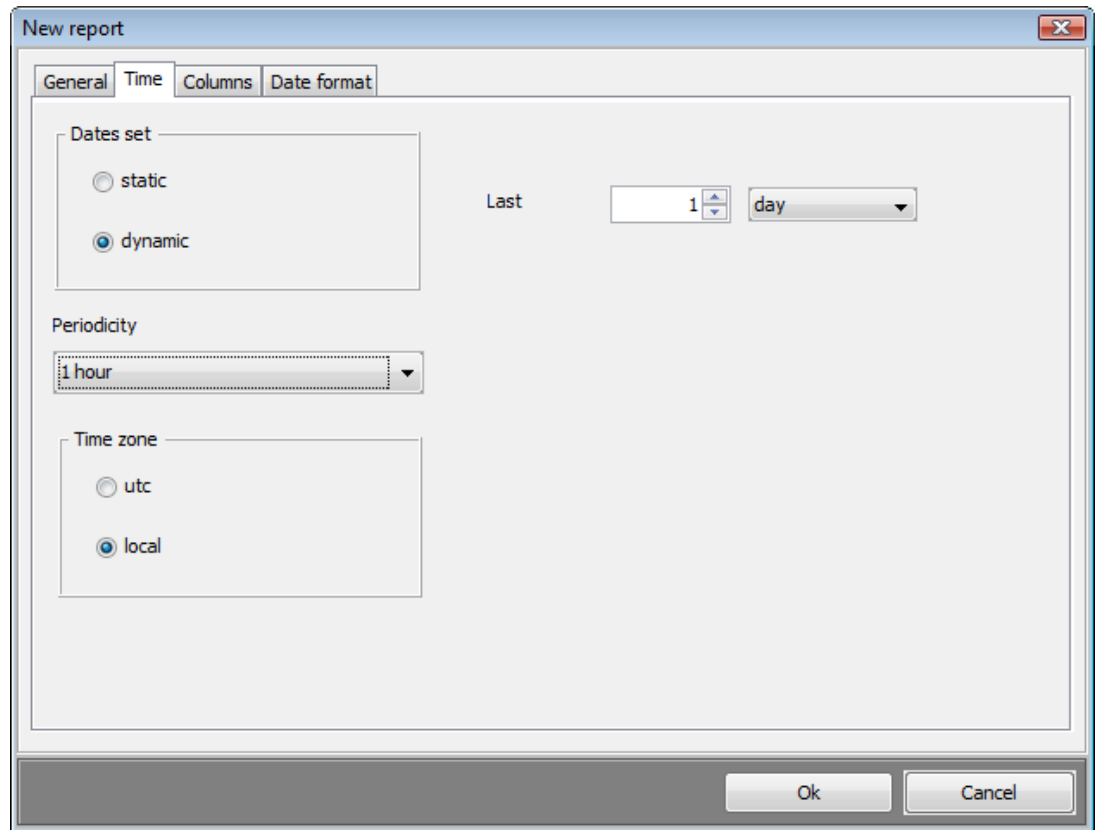 New report
General Time Columns Date format
Dates set
static
Last 1 day
dynamic
Periodicity
1 hour
Time zone
utc
local
Ok Cancel